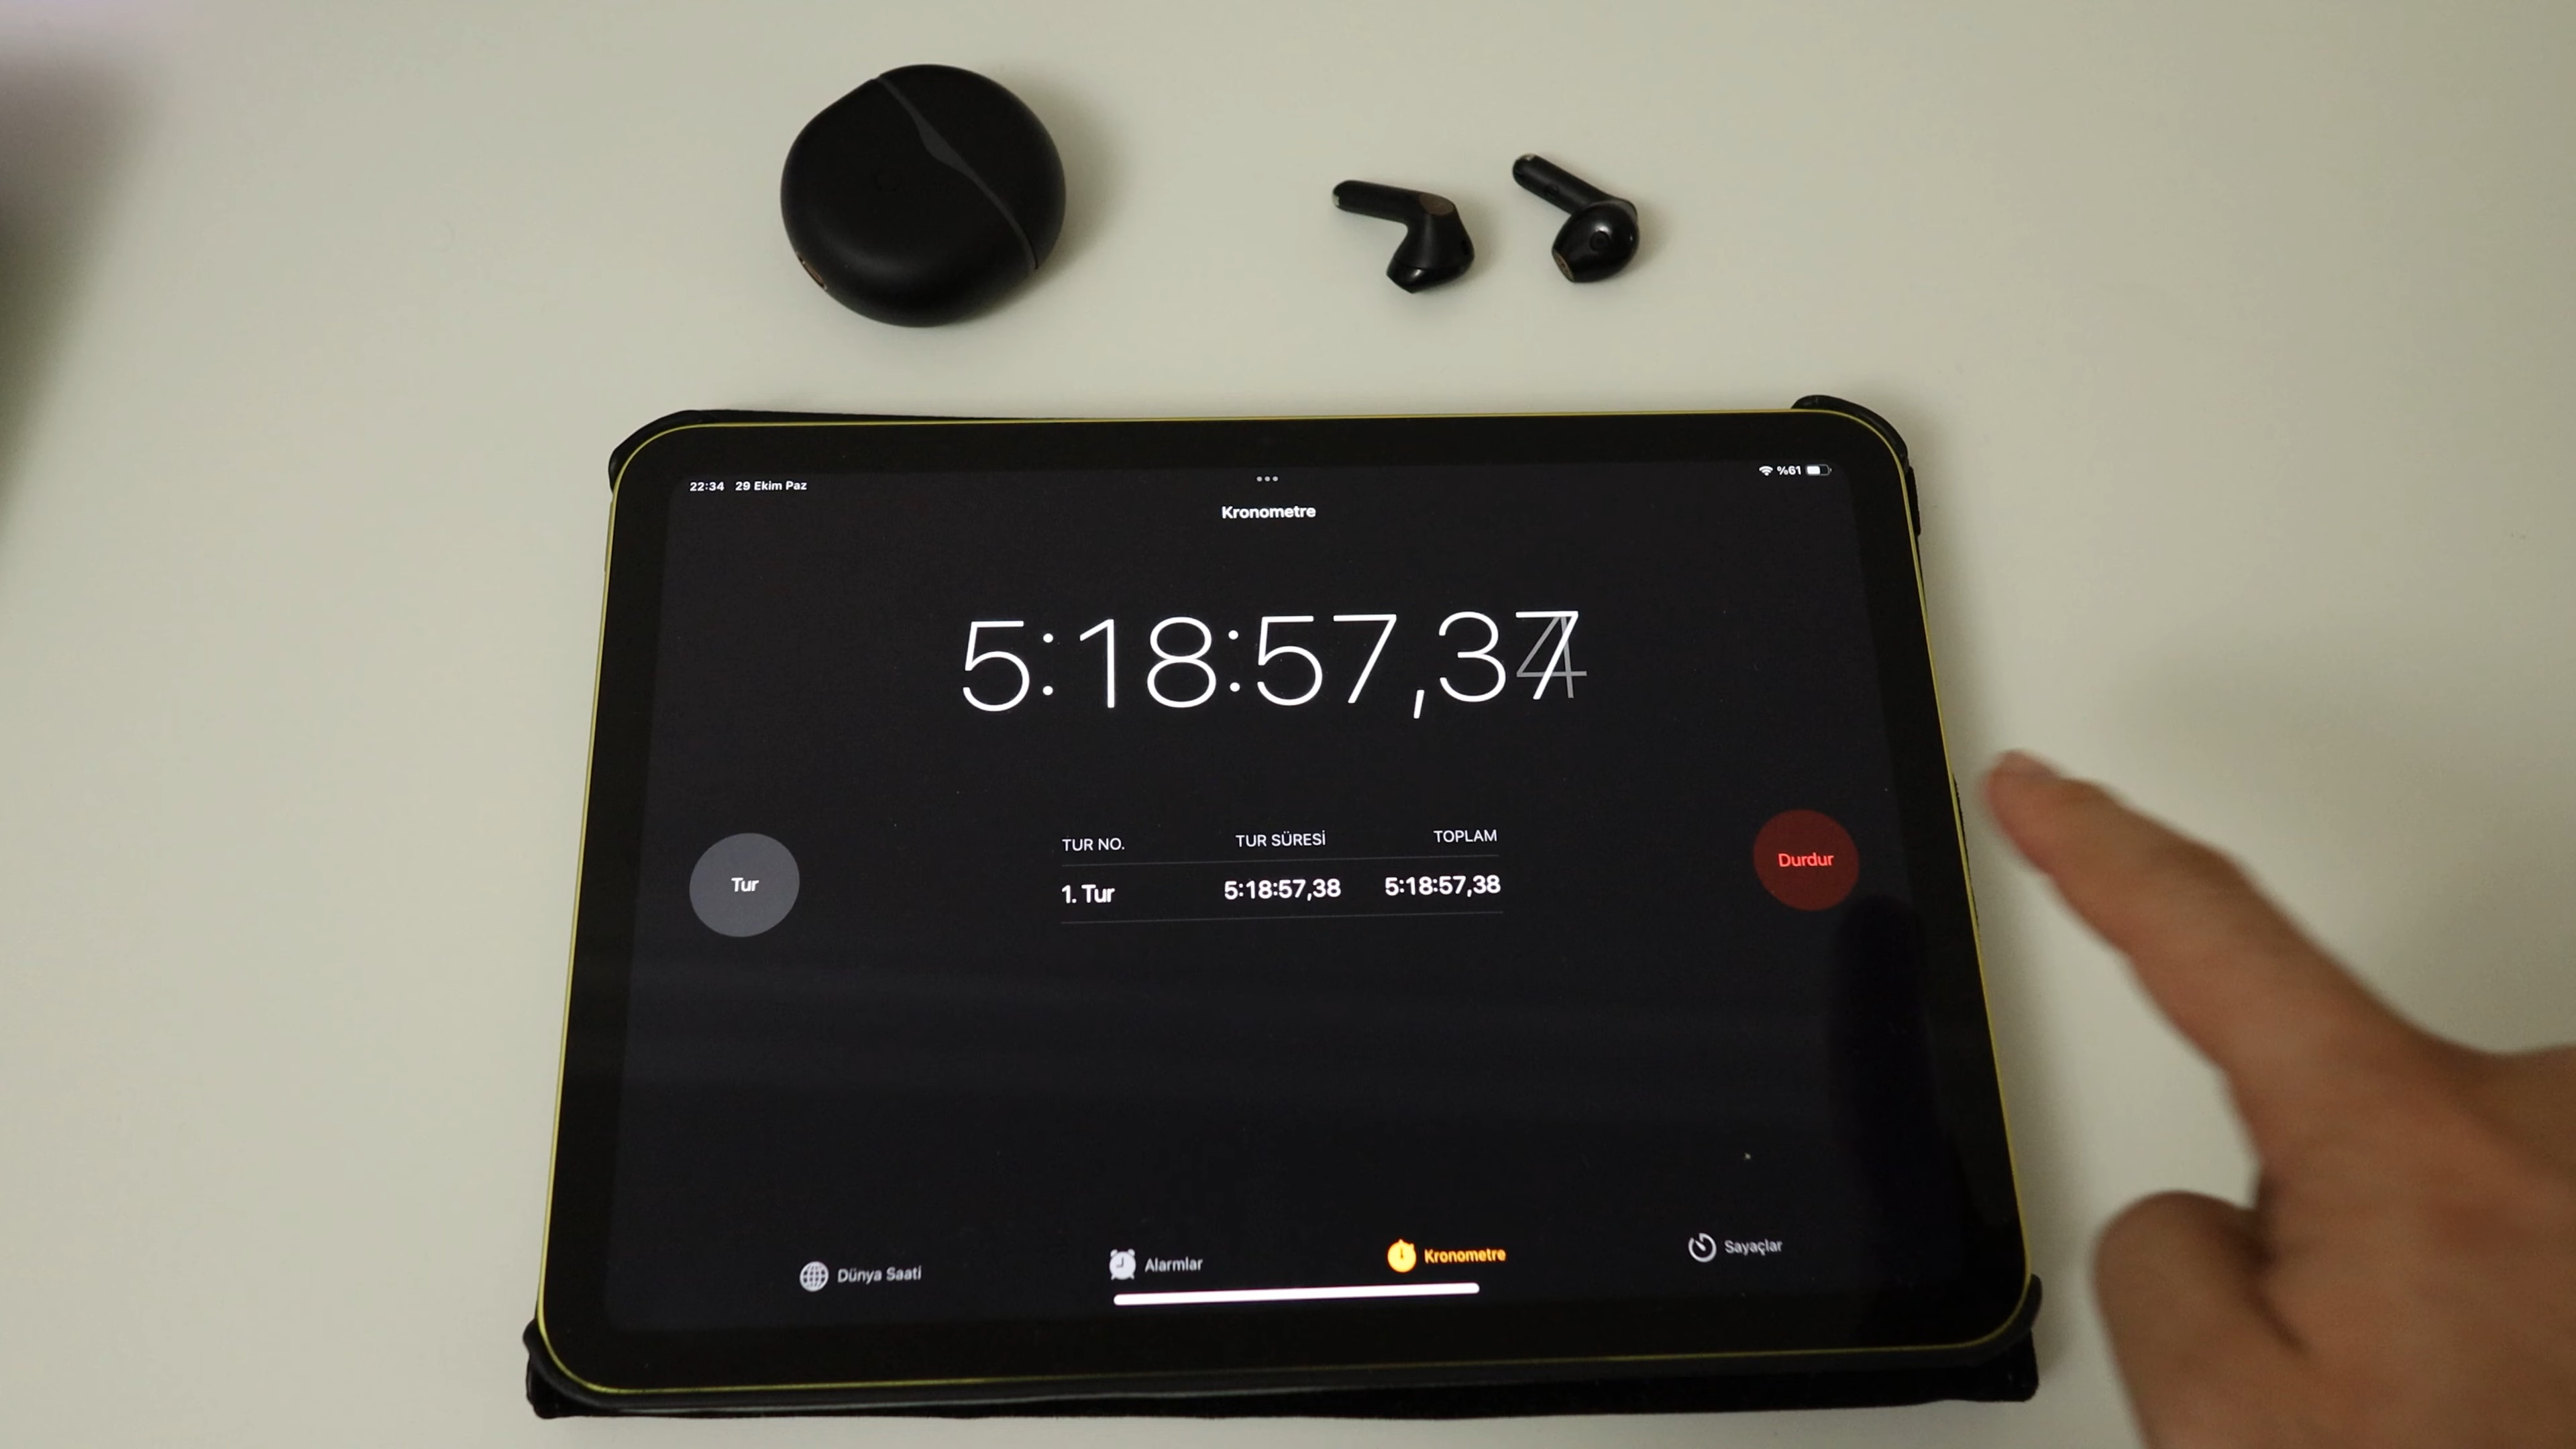 22:34 29 Ekim Paz
%61
Kronometre
5:18:57,37
TUR NO. TUR SÜRESİ TOPLAM
1. Tur 5:18:57,38 5:18:57,38
Tur
Durdur
Dünya Saati
Alarmlar
Kronometre
Sayaçlar